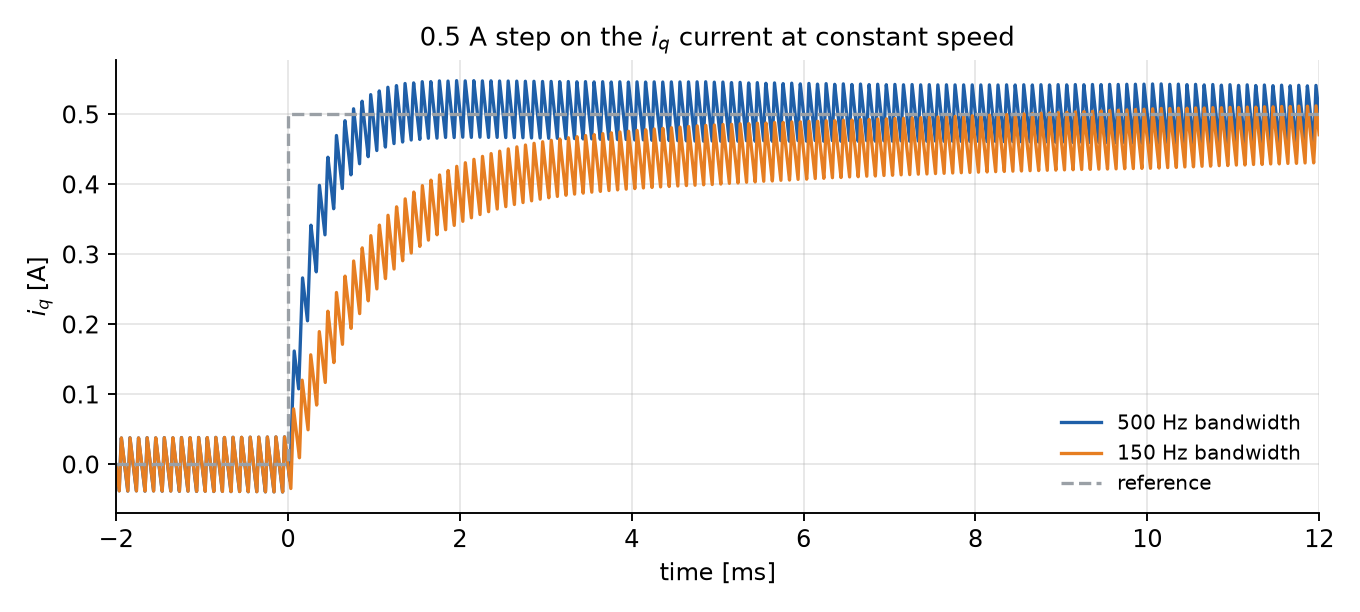 0.5 A step on the i_q current at constant speed
i_q [A]
0.5
0.4
0.3
0.2
0.1
0.0
−2 0 2 4 6 8 10 12
time [ms]
500 Hz bandwidth
150 Hz bandwidth
reference